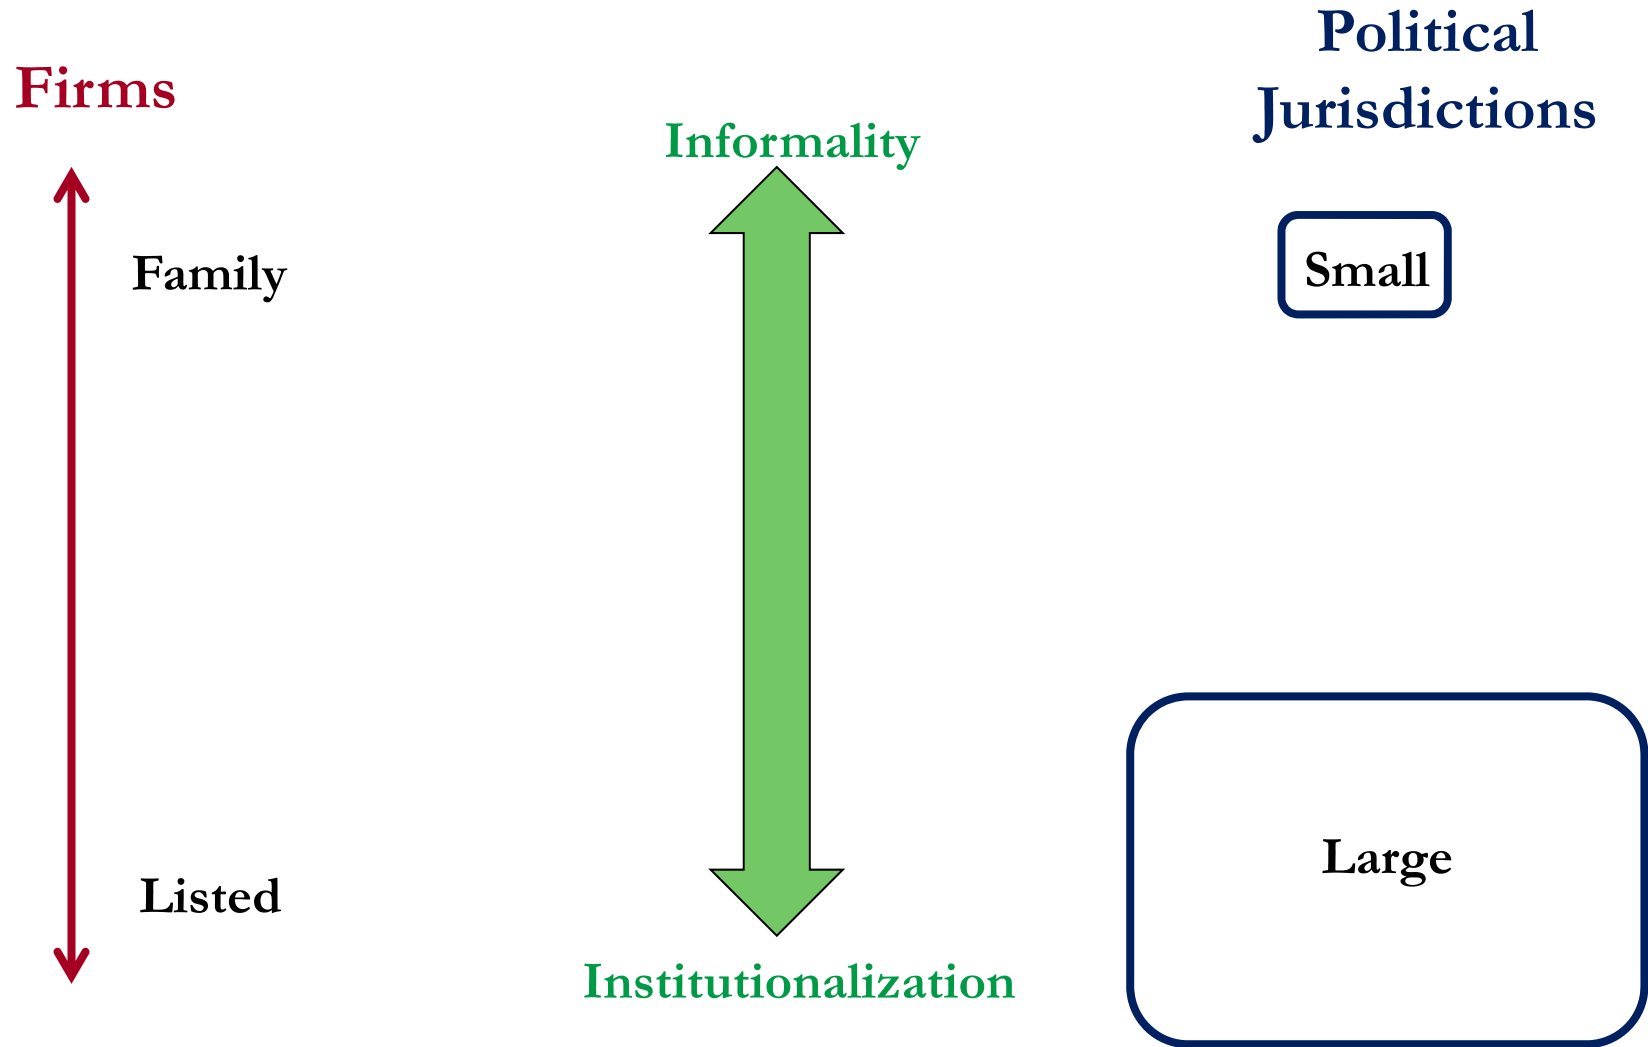 Political
Jurisdictions
Firms
Informality
Family
Small
Large
Listed
Institutionalization